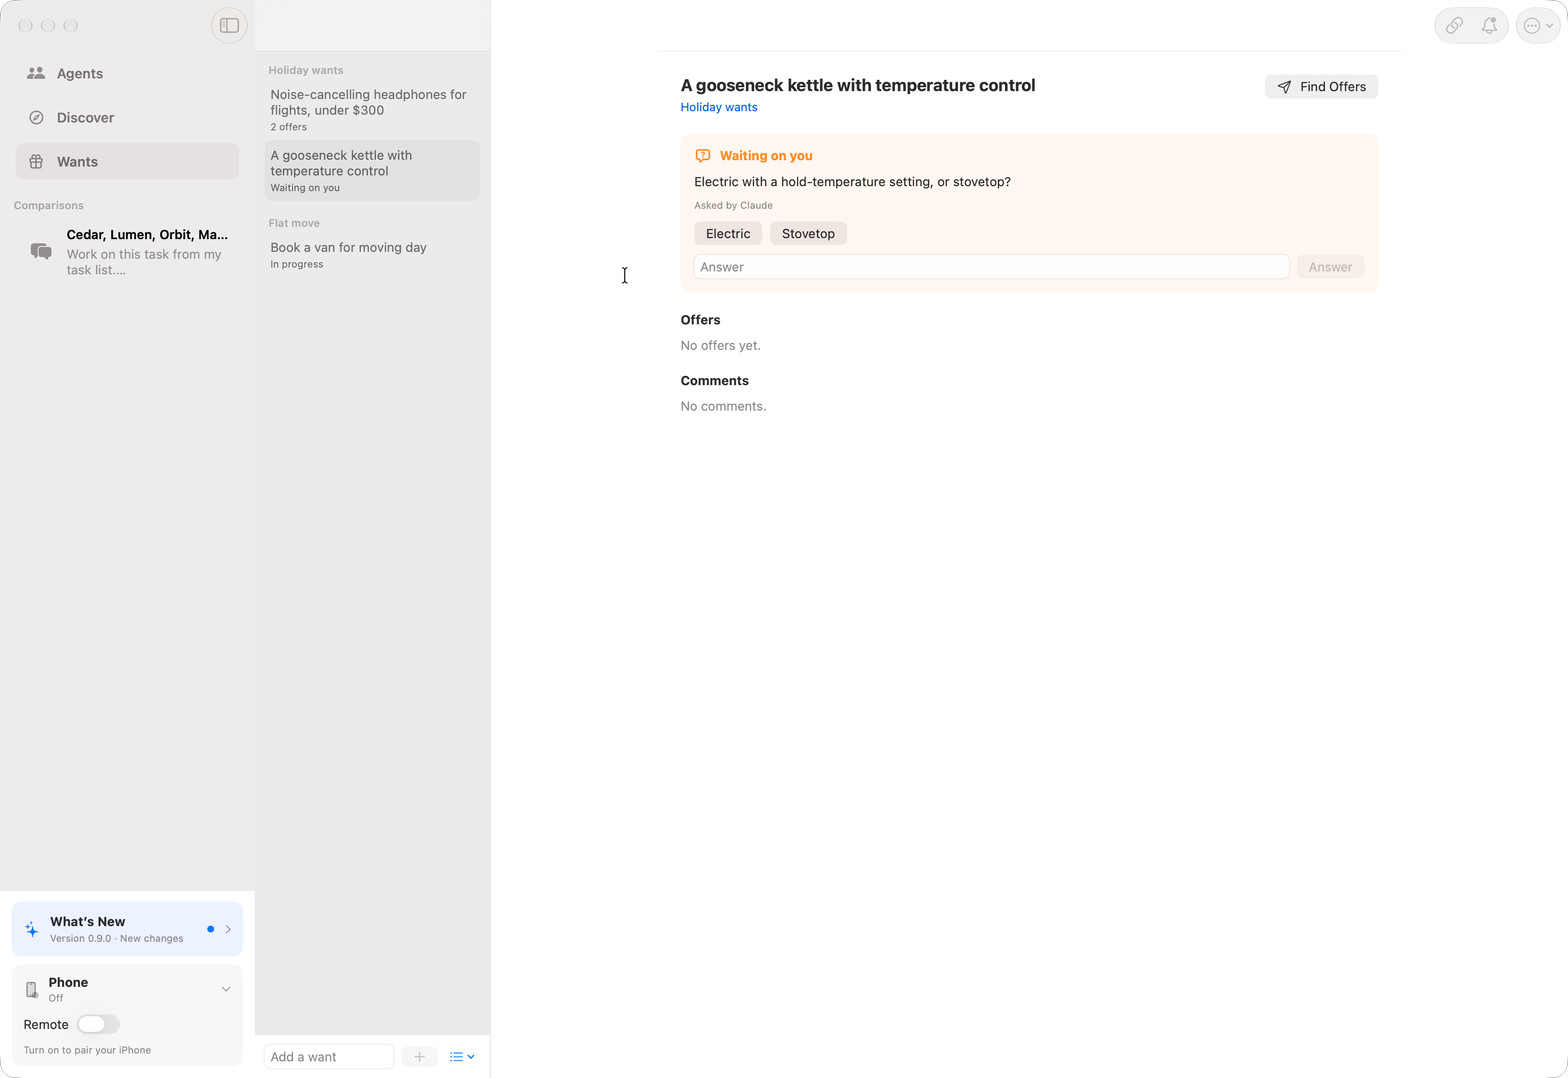 Agents
Discover
Wants
Comparisons
Cedar, Lumen, Orbit, Ma...
Work on this task from my
task list....
What's New
Version 0.9.0 · New changes
Phone
Off
Remote
Turn on to pair your iPhone
Holiday wants
Noise-cancelling headphones for
flights, under $300
2 offers
A gooseneck kettle with
temperature control
Waiting on you
Flat move
Book a van for moving day
In progress
Add a want
A gooseneck kettle with temperature control
Find Offers
Holiday wants
Waiting on you
Electric with a hold-temperature setting, or stovetop?
Asked by Claude
Electric
Stovetop
Answer
Answer
Offers
No offers yet.
Comments
No comments.